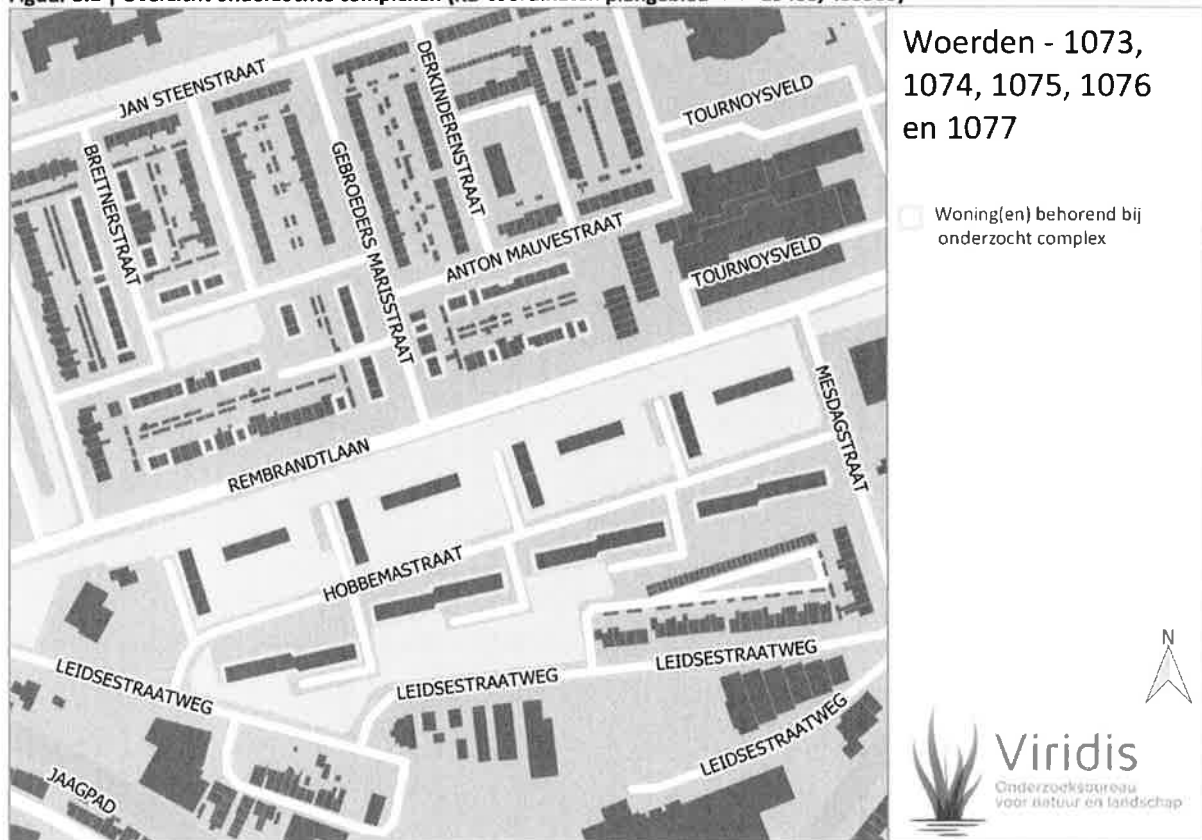 Woerden - 1073,
1074, 1075, 1076
en 1077
Woning(en) behorend bij
onderzocht complex
JAN STEENSTRAAT
DERKINDERENSTRAAT
TOURNOYSVELD
BREITNERSTRAAT
GEBROEDERS MARISSTRAAT
ANTON MAUVESTRAAT
TOURNOYSVELD
MESDAGSTRAAT
REMBRANDTLAAN
HOBBEMASTRAAT
LEIDSESTRAATWEG
LEIDSESTRAATWEG
LEIDSESTRAATWEG
LEIDSESTRAATWEG
JAAGPAD
N
Viridis
Onderzoeksbureau
voor natuur en landschap